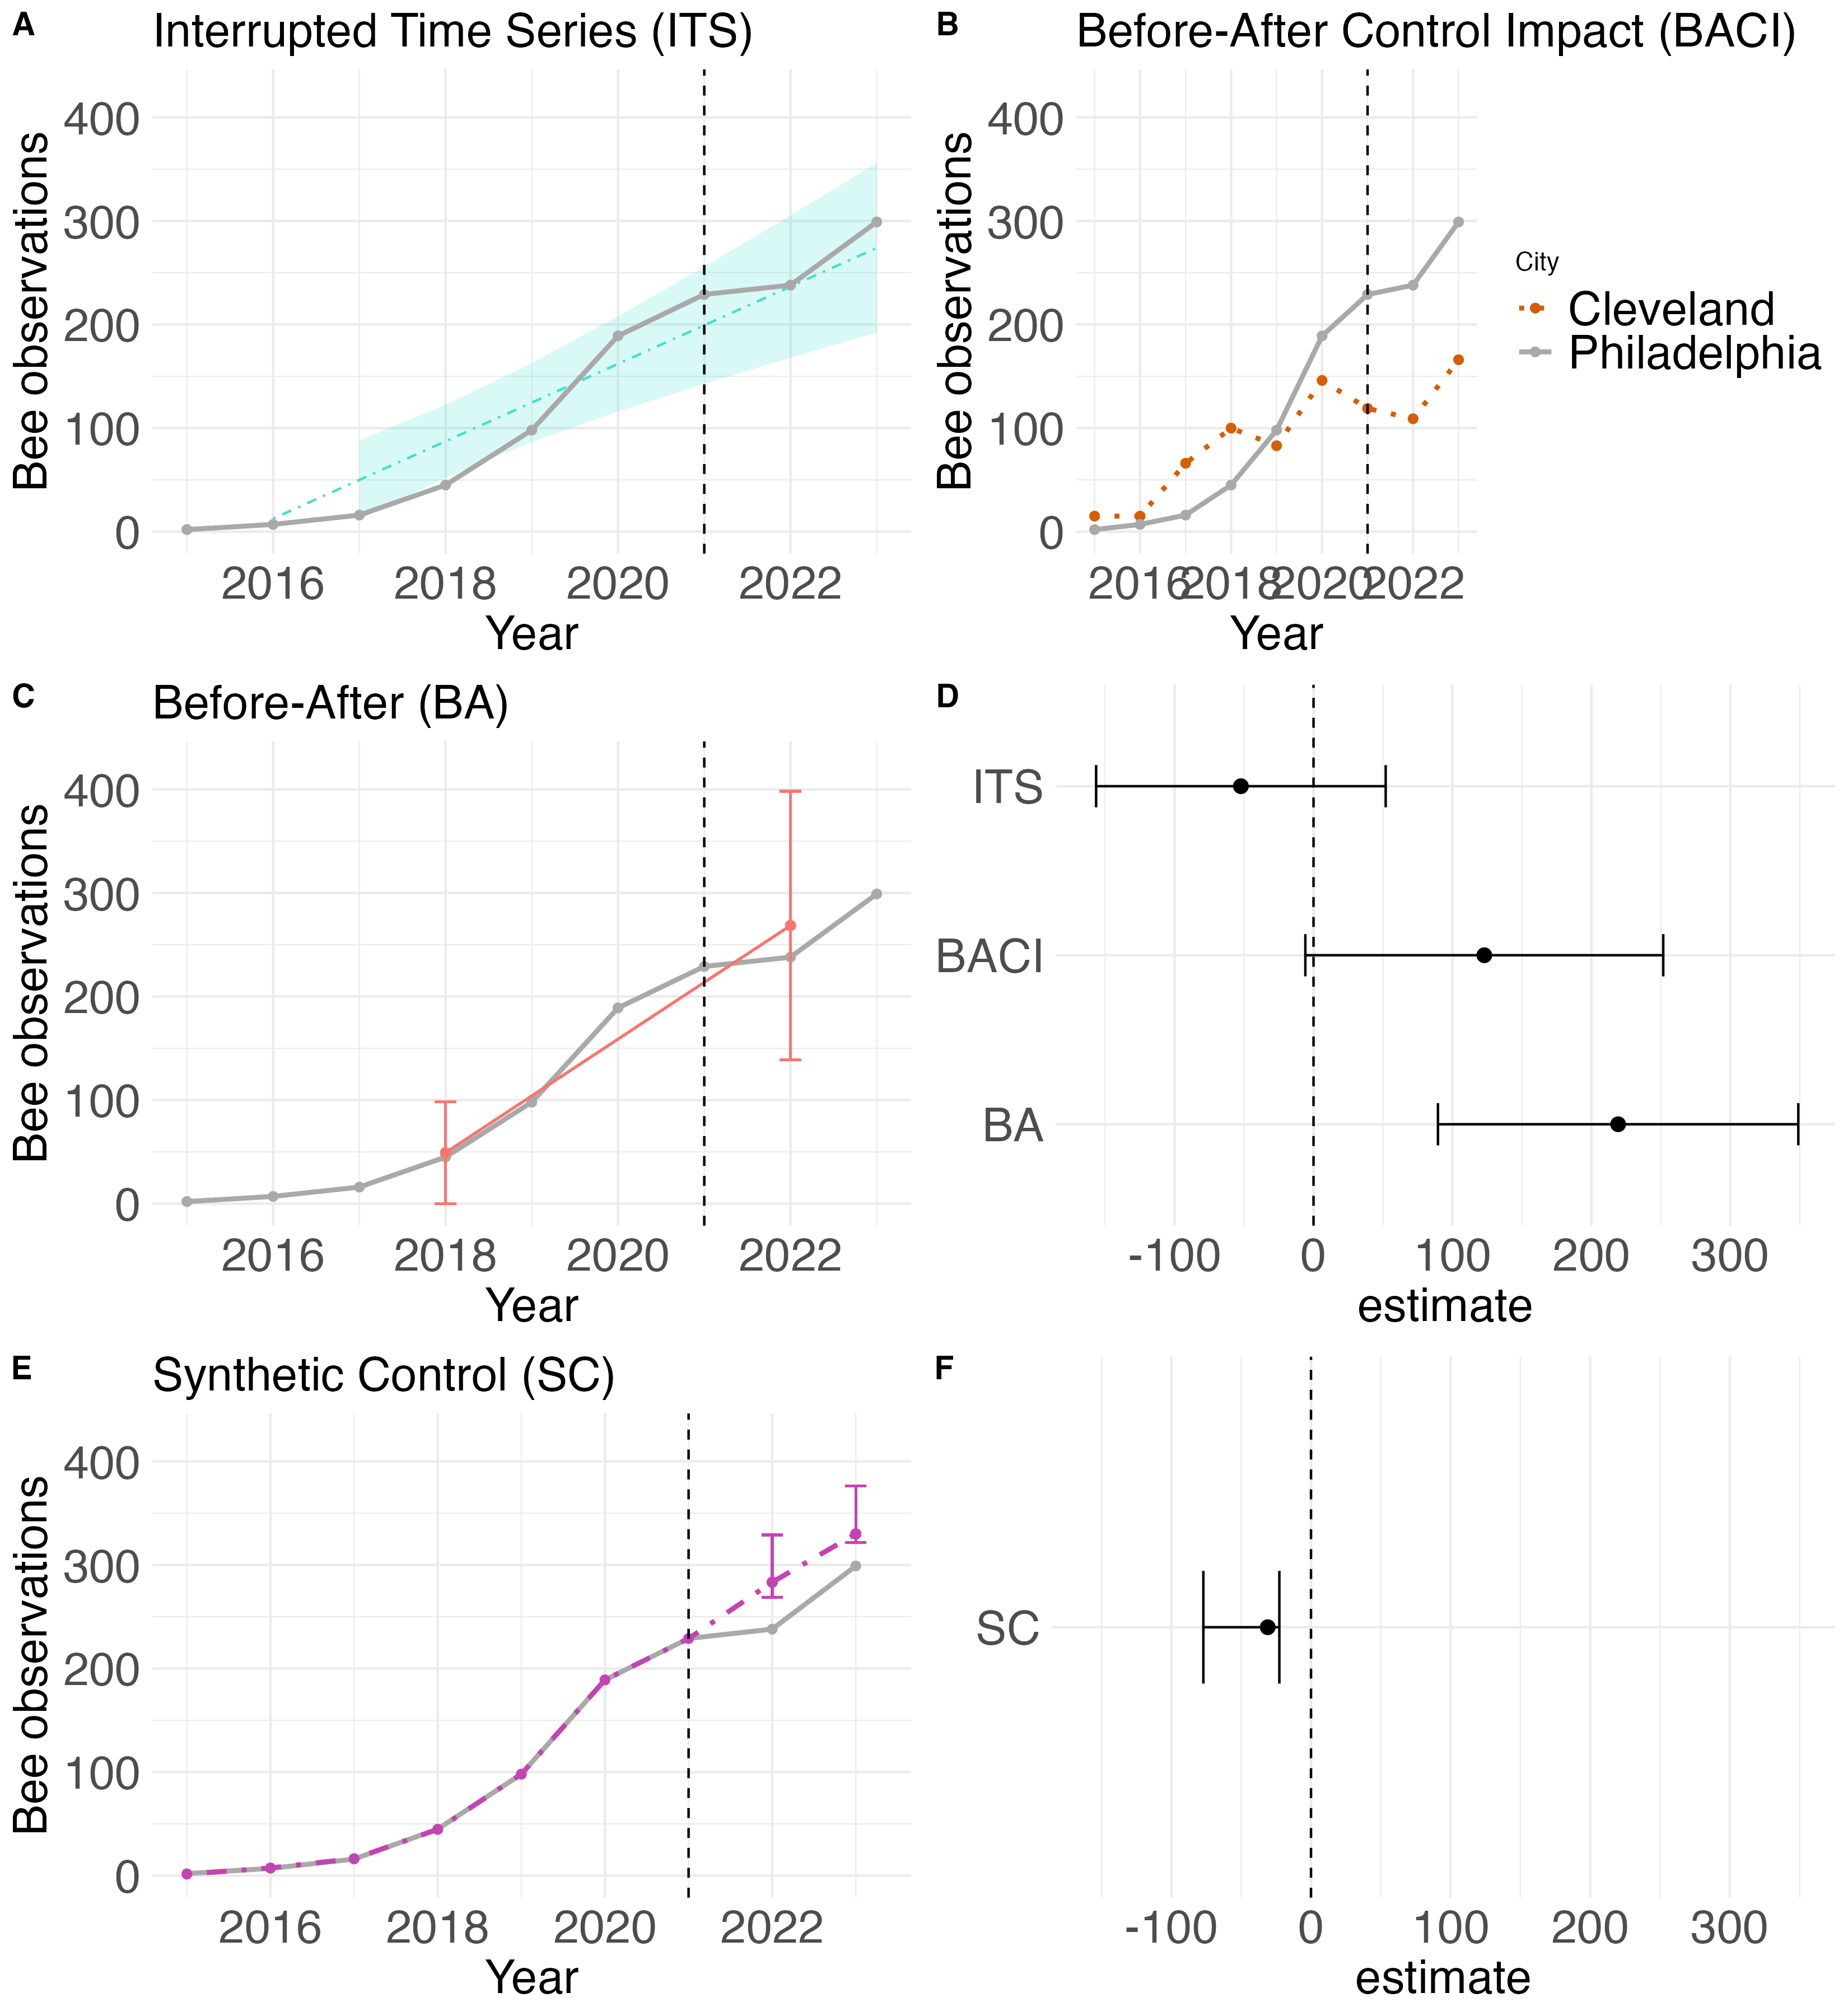 A Interrupted Time Series (ITS)
Bee observations
400
300
200
100
0
2016 2018 2020 2022
Year
B Before-After Control Impact (BACI)
Bee observations
400
300
200
100
0
2016 2018 2020 2022
Year
City
Cleveland
Philadelphia
C Before-After (BA)
Bee observations
400
300
200
100
0
2016 2018 2020 2022
Year
D
ITS
BACI
BA
-100 0 100 200 300
estimate
E Synthetic Control (SC)
Bee observations
400
300
200
100
0
2016 2018 2020 2022
Year
F
SC
-100 0 100 200 300
estimate